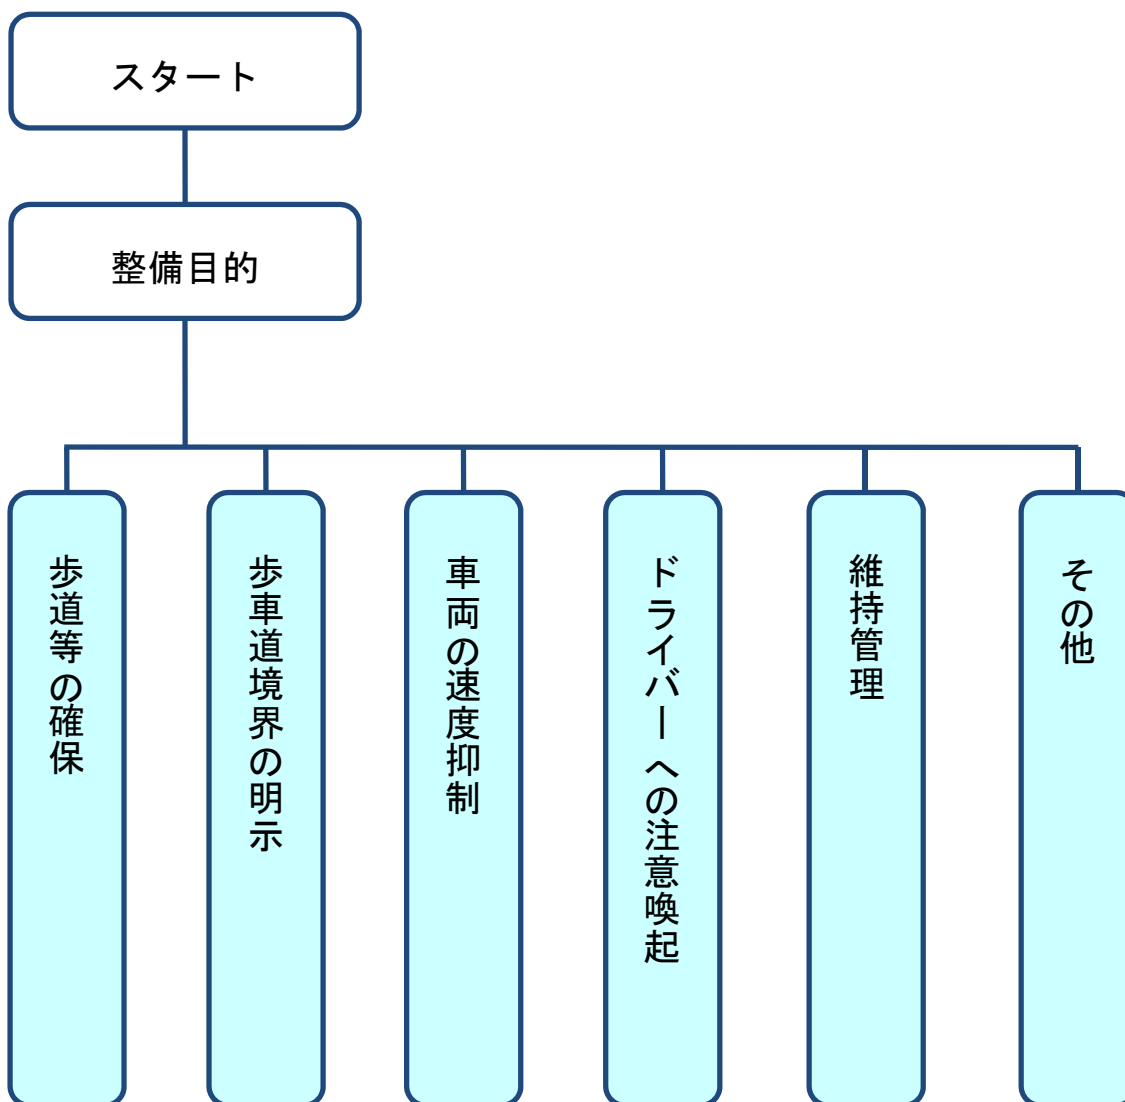 スタート
整備目的
歩道等の確保
歩車道境界の明示
車両の速度抑制
ドライバーへの注意喚起
維持管理
その他